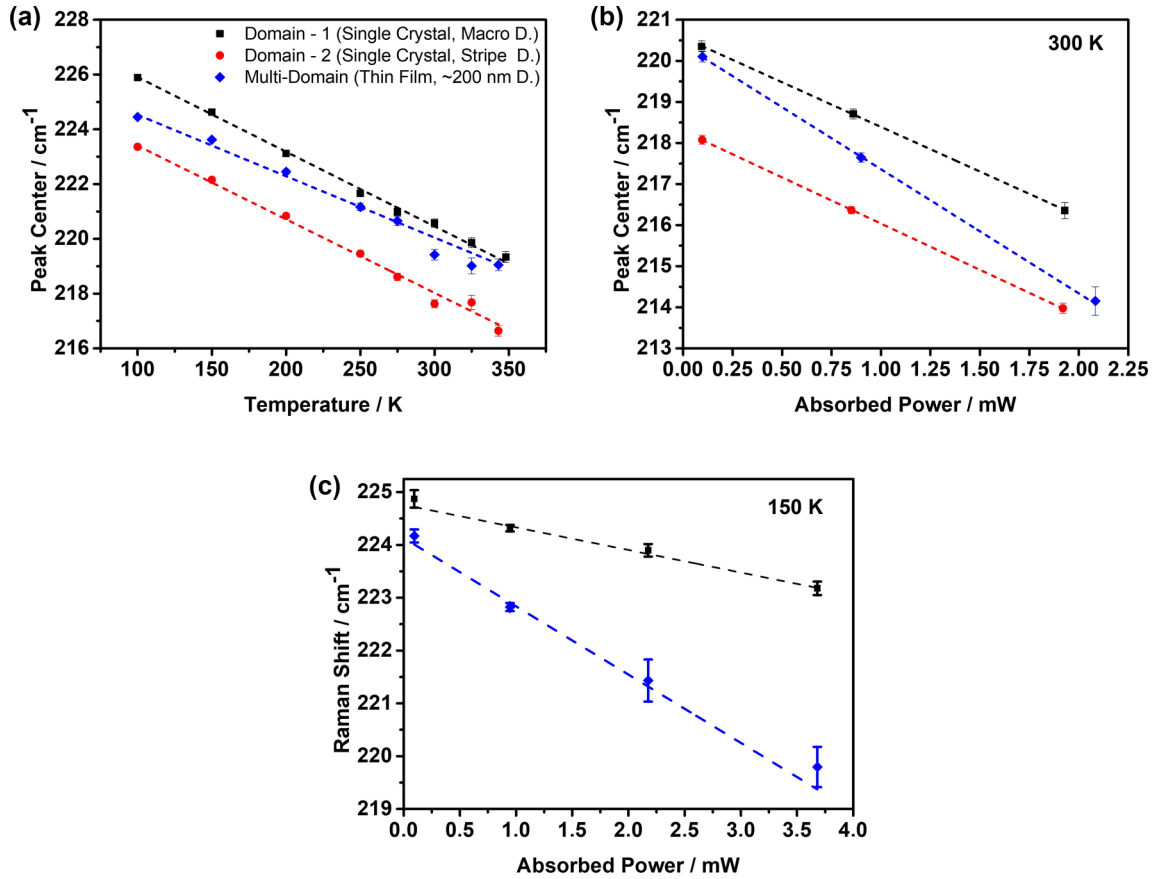 (a)
228
226
224
222
220
218
216
Peak Center / cm-1
100 150 200 250 300 350
Temperature / K
Domain - 1 (Single Crystal, Macro D.)
Domain - 2 (Single Crystal, Stripe D.)
Multi-Domain (Thin Film, ~200 nm D.)
(b)
300 K
221
220
219
218
217
216
215
214
213
Peak Center / cm-1
0.00 0.25 0.50 0.75 1.00 1.25 1.50 1.75 2.00 2.25
Absorbed Power / mW
(c)
150 K
225
224
223
222
221
220
219
Raman Shift / cm-1
0.0 0.5 1.0 1.5 2.0 2.5 3.0 3.5 4.0
Absorbed Power / mW